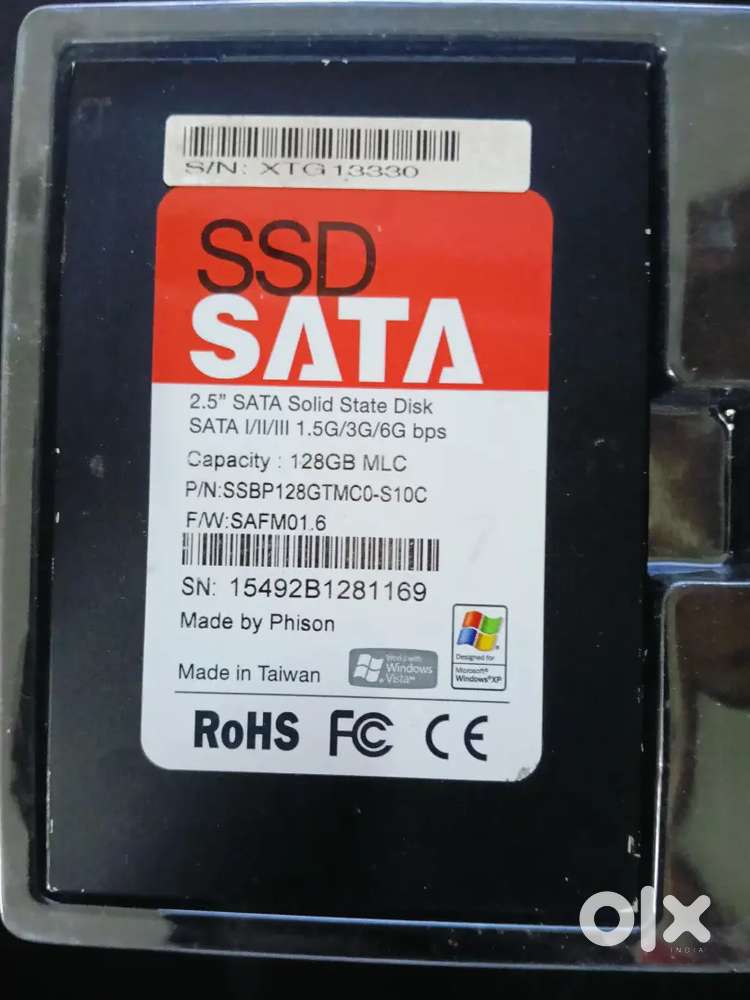 S/N: XTG13330
SSD
SATA
2.5” SATA Solid State Disk
SATA I/II/III 1.5G/3G/6G bps
Capacity : 128GB MLC
P/N:SSBP128GTMC0-S10C
F/W:SAFM01.6
SN: 15492B1281169
Made by Phison
Made in Taiwan
Works with
Windows
Vista™
Designed for
Microsoft®
Windows®XP
RoHS FC CE
olx
INDIA